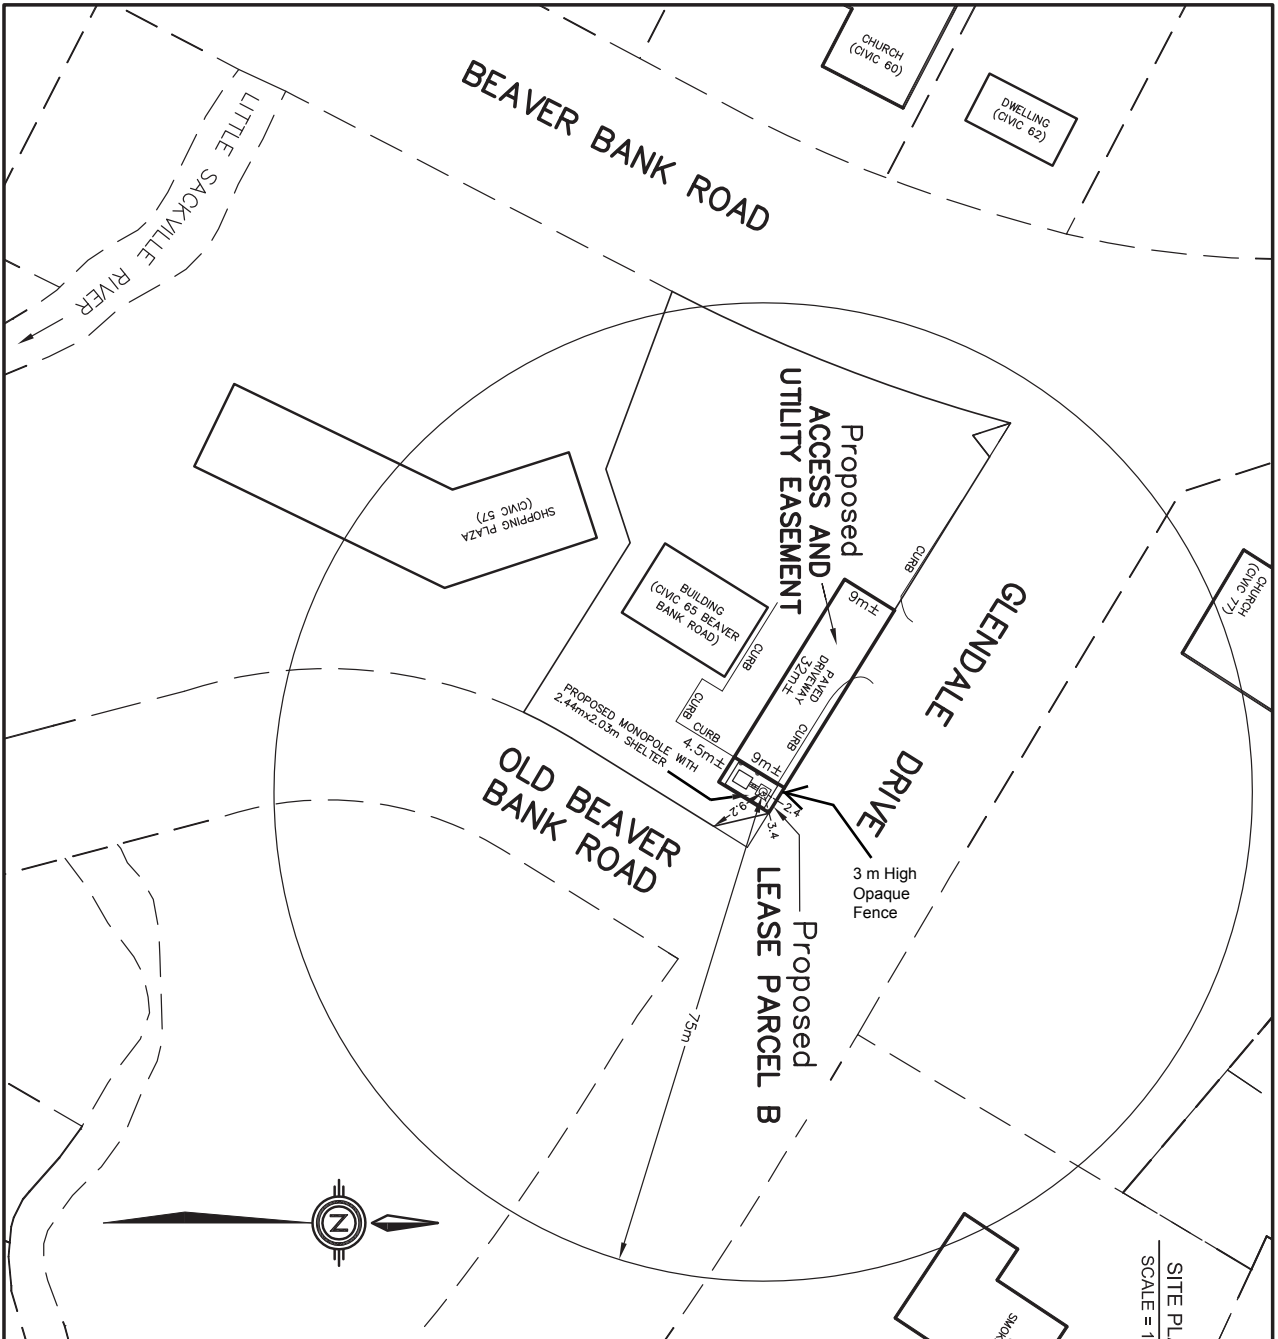 CHURCH
(CIVIC 60)
DWELLING
(CIVIC 62)
BEAVER BANK ROAD
LITTLE SACKVILLE RIVER
Proposed
ACCESS AND
UTILITY EASEMENT
SHOPPING PLAZA
(CIVIC 57)
BUILDING
(CIVIC 65 BEAVER
BANK ROAD)
CURB
CURB
CURB
CURB
CURB
9m±
PAVED
DRIVEWAY
32m±
9m±
4.5m±
PROPOSED MONOPOLE WITH
2.44mx2.03m SHELTER
GLENDALE DRIVE
CHURCH
(CIVIC 77)
OLD BEAVER
BANK ROAD
9.2
2.4
3.4
3 m High
Opaque
Fence
Proposed
LEASE PARCEL B
75m
N
SITE PL
SCALE = 1
SMO